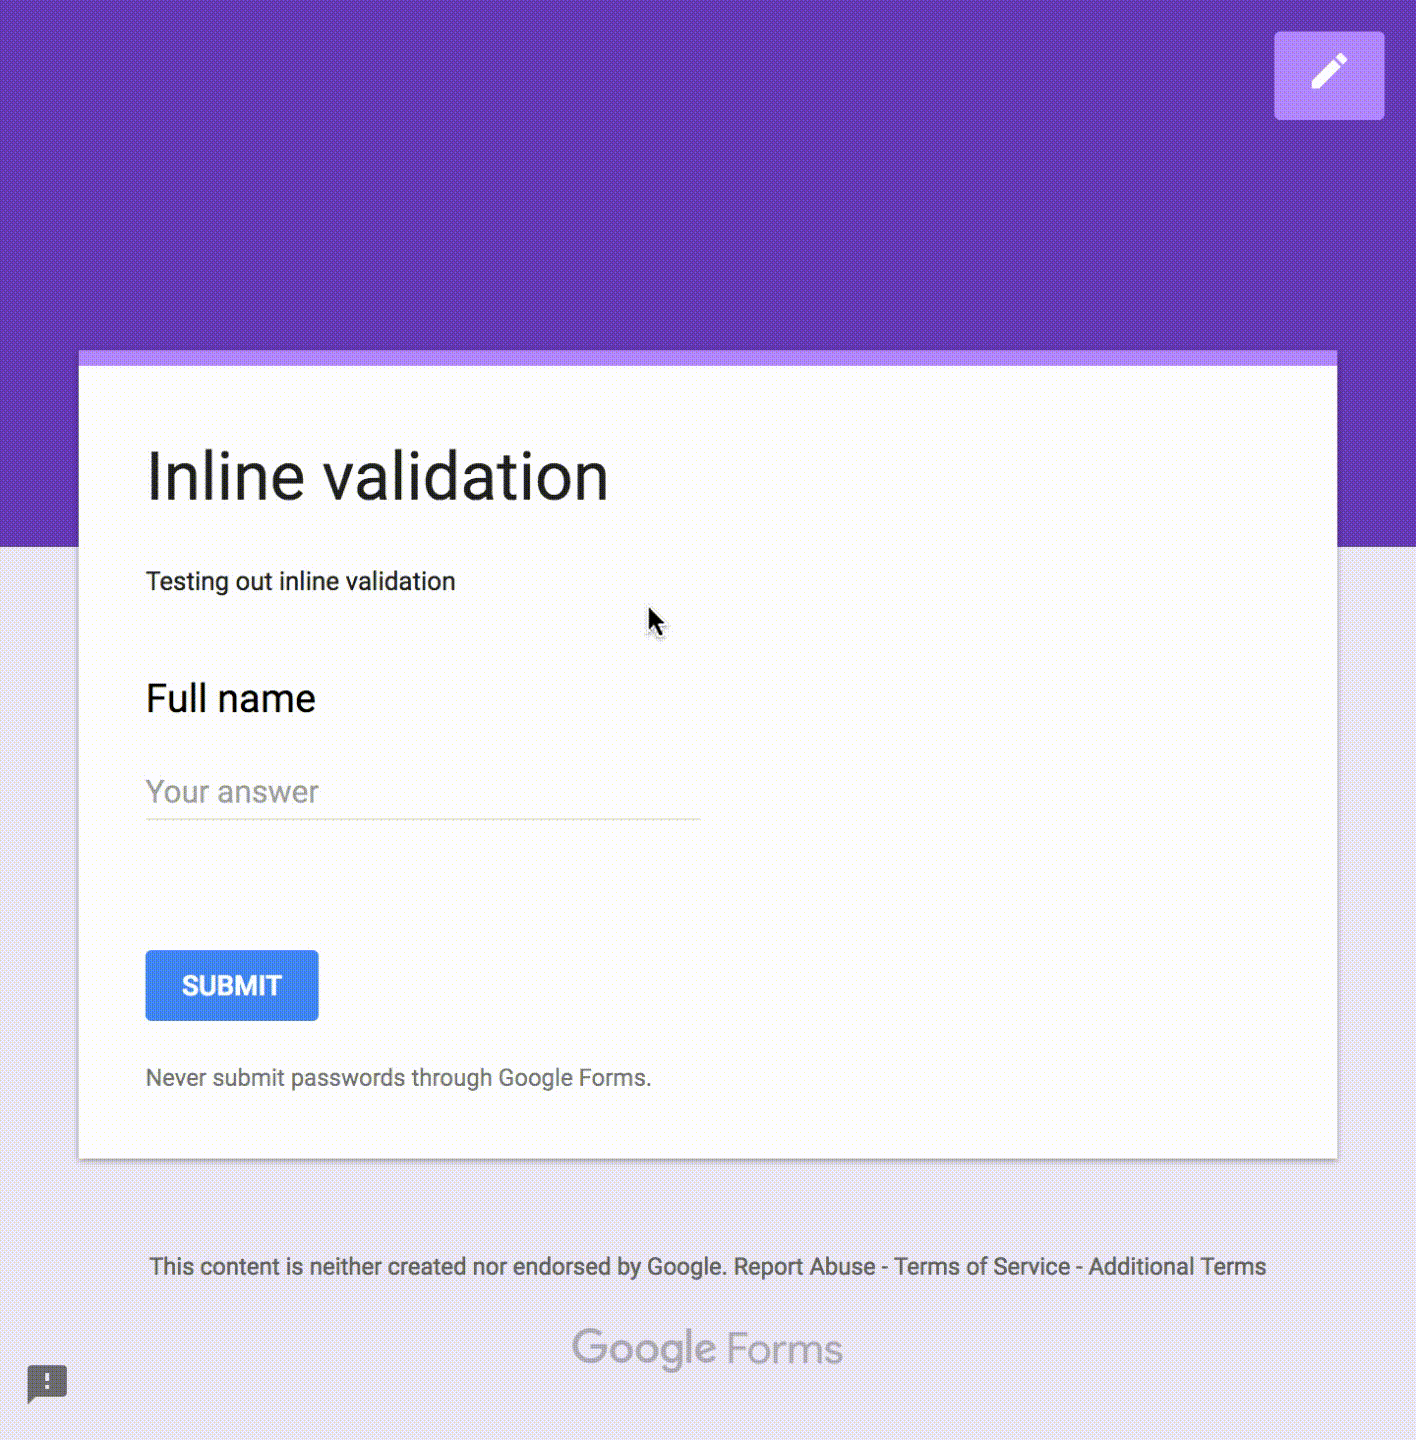 Inline validation
Testing out inline validation
Full name
Your answer
SUBMIT
Never submit passwords through Google Forms.
This content is neither created nor endorsed by Google. Report Abuse - Terms of Service - Additional Terms
Google Forms